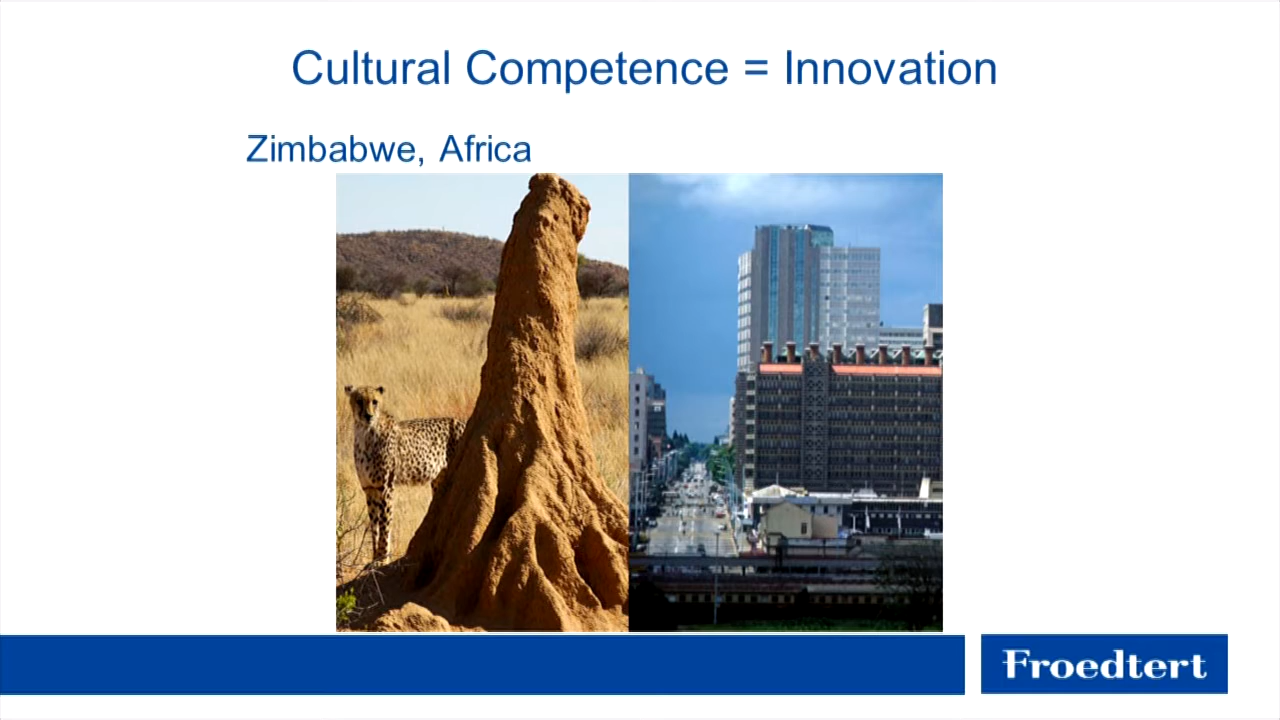 Cultural Competence = Innovation
Zimbabwe, Africa
Froedtert